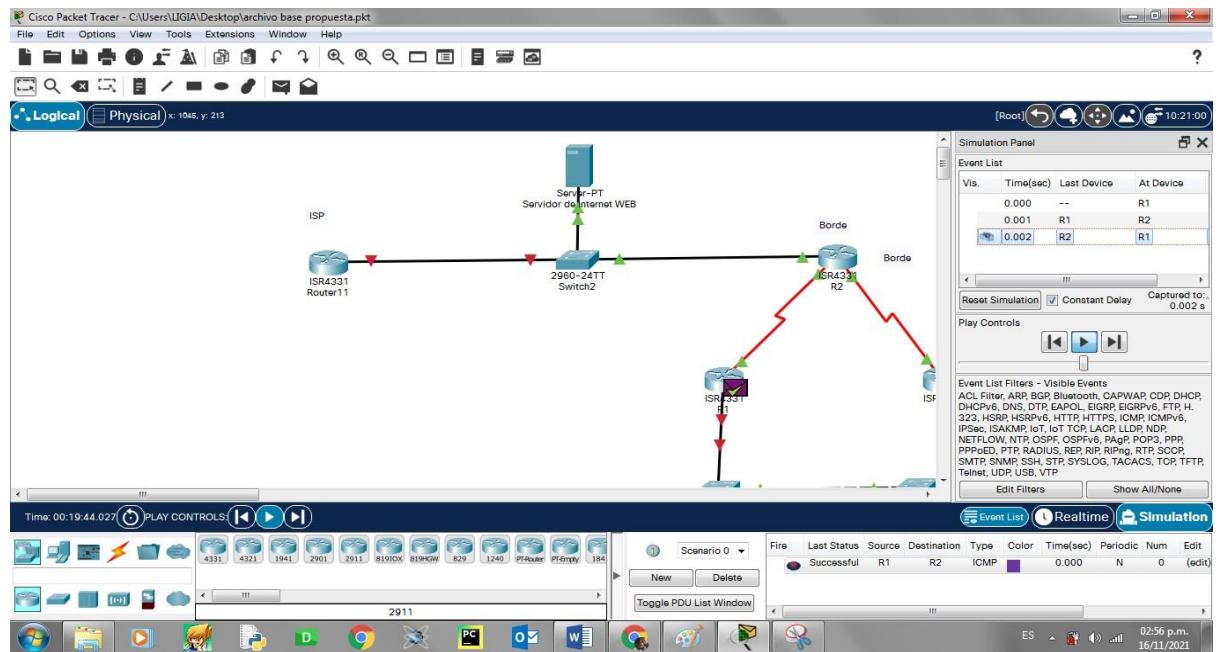 Cisco Packet Tracer - C:\Users\LIGIA\Desktop\archivo base propuesta.pkt
File Edit Options View Tools Extensions Window Help
?
Logical Physical x: 1045, y: 213
[Root] 10:21:00
Simulation Panel
Event List
Vis. Time(sec) Last Device At Device
0.000 -- R1
0.001 R1 R2
0.002 R2 R1
Reset Simulation Constant Delay Captured to:
0.002 s
Play Controls
Event List Filters - Visible Events
ACL Filter, ARP, BGP, Bluetooth, CAPWAP, CDP, DHCP,
DHCPv6, DNS, DTP, EAPOL, EIGRP, EIGRPv6, FTP, H.
323, HSRP, HSRPv6, HTTP, HTTPS, ICMP, ICMPv6,
IPSec, ISAKMP, IoT, IoT TCP, LACP, LLDP, NDP,
NETFLOW, NTP, OSPF, OSPFv6, PAgP, POP3, PPP,
PPPoED, PTP, RADIUS, REP, RIP, RIPng, RTP, SCCP,
SMTP, SNMP, SSH, STP, SYSLOG, TACACS, TCP, TFTP,
Telnet, UDP, USB, VTP
Edit Filters Show All/None
Server-PT
Servidor de internet WEB
ISP
Borde
Borde
ISR4331
Router11
2960-24TT
Switch2
ISR4331
R2
ISR4331
R1
Time: 00:19:44.027 PLAY CONTROLS:
Event List Realtime Simulation
4331 4321 1941 2901 2911 819IOX 819HGW 829 1240 PT-Router PT-Empty 184
2911
Scenario 0
New Delete
Toggle PDU List Window
Fire Last Status Source Destination Type Color Time(sec) Periodic Num Edit
Successful R1 R2 ICMP 0.000 N 0 (edit)
ES
02:56 p.m.
16/11/2021